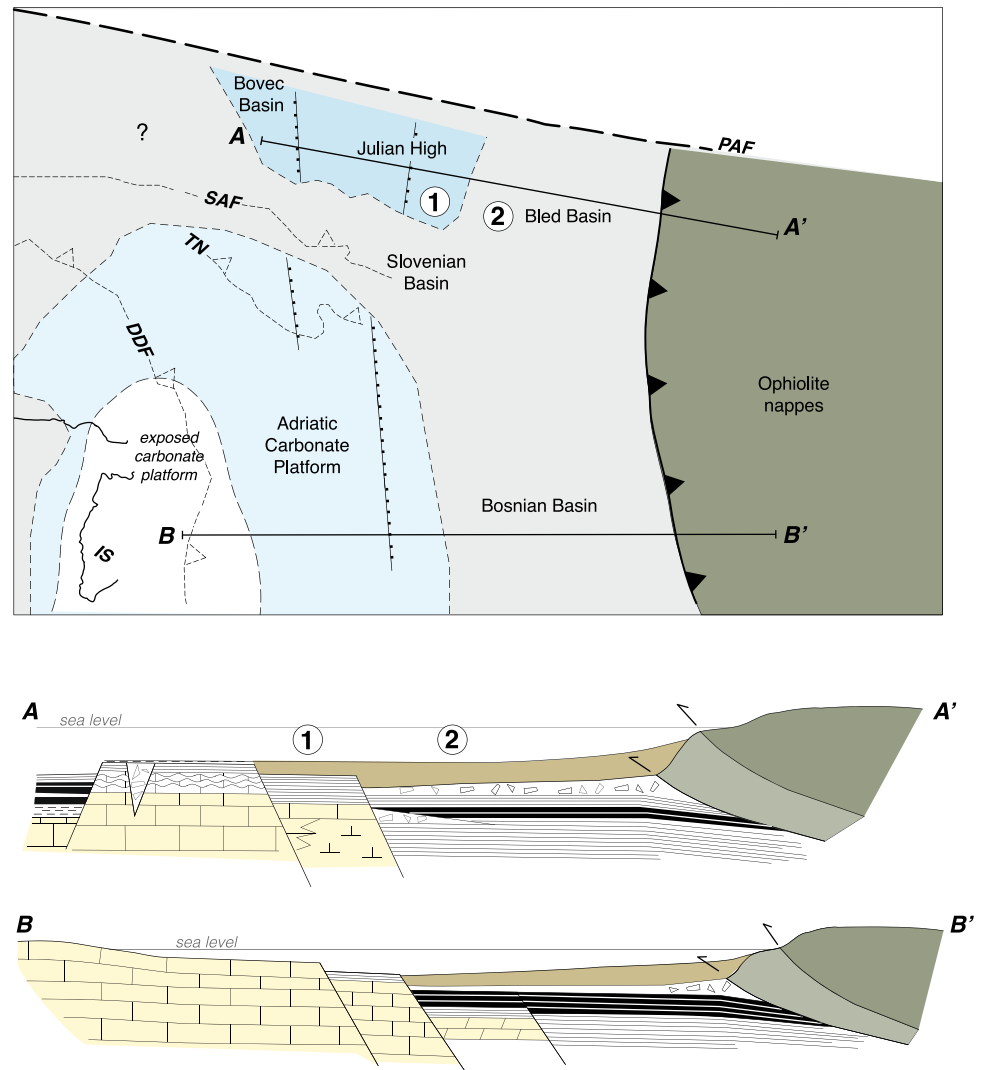 Bovec
Basin
?
A
Julian High
PAF
SAF
1
2
Bled Basin
A’
TN
Slovenian
Basin
DDF
Ophiolite
nappes
Adriatic
Carbonate
Platform
exposed
carbonate
platform
Bosnian Basin
B
B’
IS
A
sea level
1
2
A’
B
sea level
B’